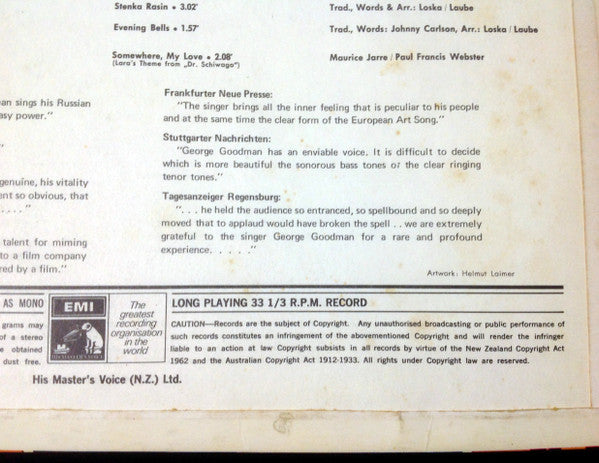 Stenka Rasin • 3.02'
Trad., Words & Arr.: Loska / Laube
Evening Bells • 1.57'
Trad., Words: Johnny Carlson, Arr.: Loska / Laube
Somewhere, My Love • 2.08'
Maurice Jarre / Paul Francis Webster
(Lara's Theme from „Dr. Schiwago")
ean sings his Russian
asy power."
"
genuine, his vitality
ent so obvious, that
. . . ."
talent for miming
to a film company
red by a film."
Frankfurter Neue Presse:
"The singer brings all the inner feeling that is peculiar to his people
and at the same time the clear form of the European Art Song."
Stuttgarter Nachrichten:
"George Goodman has an enviable voice. It is difficult to decide
which is more beautiful the sonorous bass tones or the clear ringing
tenor tones."
Tagesanzeiger Regensburg:
". . . he held the audience so entranced, so spellbound and so deeply
moved that to applaud would have broken the spell . . we are extremely
grateful to the singer George Goodman for a rare and profound
experience. . . . ."
Artwork: Helmut Laimer
AS MONO
grams may
of a stereo
e obtained
dust free.
EMI
The
greatest
recording
organisation
in the
world
LONG PLAYING 33 1/3 R.P.M. RECORD
CAUTION—Records are the subject of Copyright. Any unauthorised broadcasting or public performance of
such records constitutes an infringement of the abovementioned Copyright and will render the infringer
liable to an action at law Copyright subsists in all records by virtue of the New Zealand Copyright Act
1962 and the Australian Copyright Act 1912-1933. All rights under Copyright law are reserved.
His Master's Voice (N.Z.) Ltd.